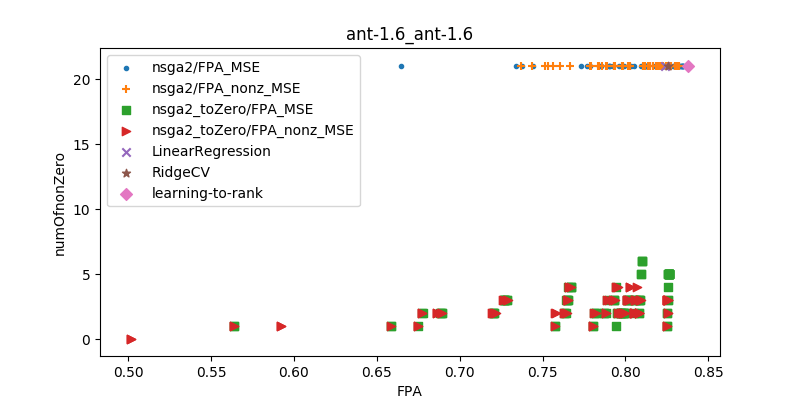 ant-1.6_ant-1.6
nsga2/FPA_MSE
nsga2/FPA_nonz_MSE
nsga2_toZero/FPA_MSE
nsga2_toZero/FPA_nonz_MSE
LinearRegression
RidgeCV
learning-to-rank
numOfnonZero
20
15
10
5
0
0.50 0.55 0.60 0.65 0.70 0.75 0.80 0.85
FPA